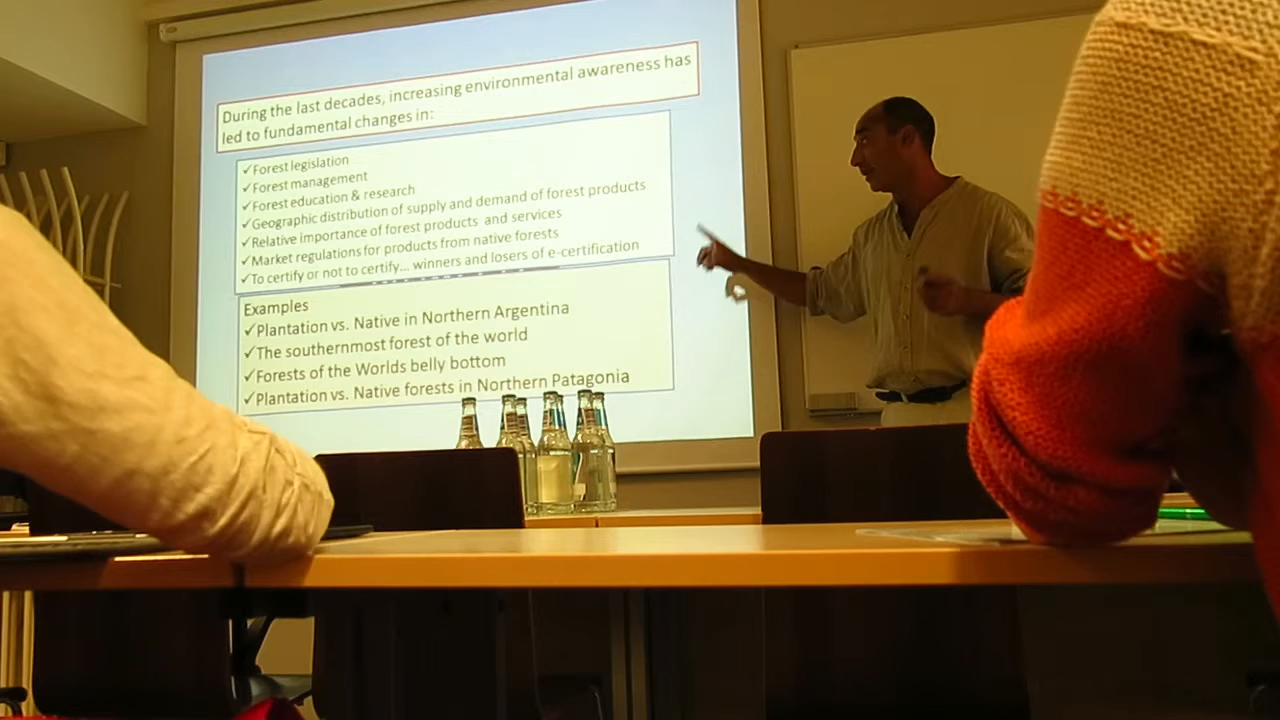 During the last decades, increasing environmental awareness has
led to fundamental changes in:
✓Forest legislation
✓Forest management
✓Forest education & research
✓Geographic distribution of supply and demand of forest products
✓Relative importance of forest products and services
✓Market regulations for products from native forests
✓To certify or not to certify... winners and losers of e-certification
Examples
✓Plantation vs. Native in Northern Argentina
✓The southernmost forest of the world
✓Forests of the Worlds belly bottom
✓Plantation vs. Native forests in Northern Patagonia